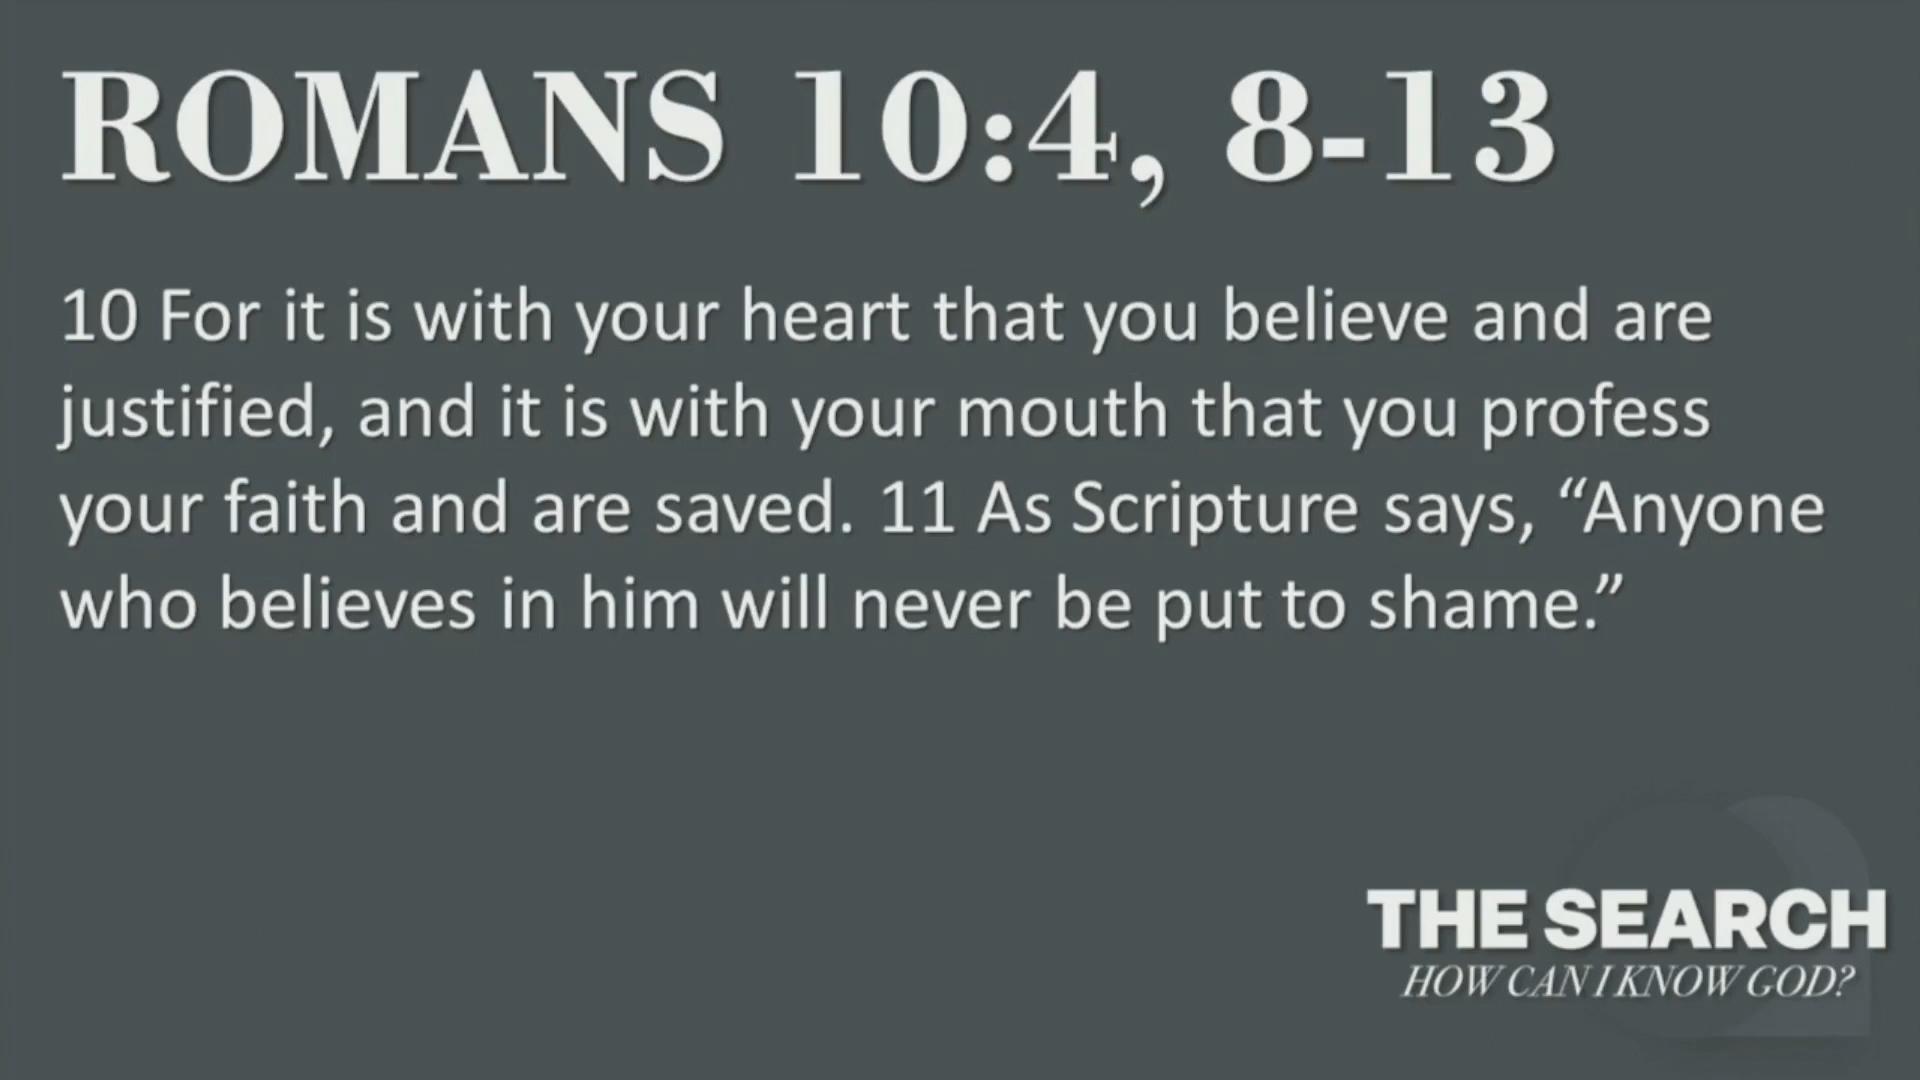 ROMANS 10:4, 8-13
10 For it is with your heart that you believe and are
justified, and it is with your mouth that you profess
your faith and are saved. 11 As Scripture says, “Anyone
who believes in him will never be put to shame.”
THE SEARCH
HOW CAN I KNOW GOD?